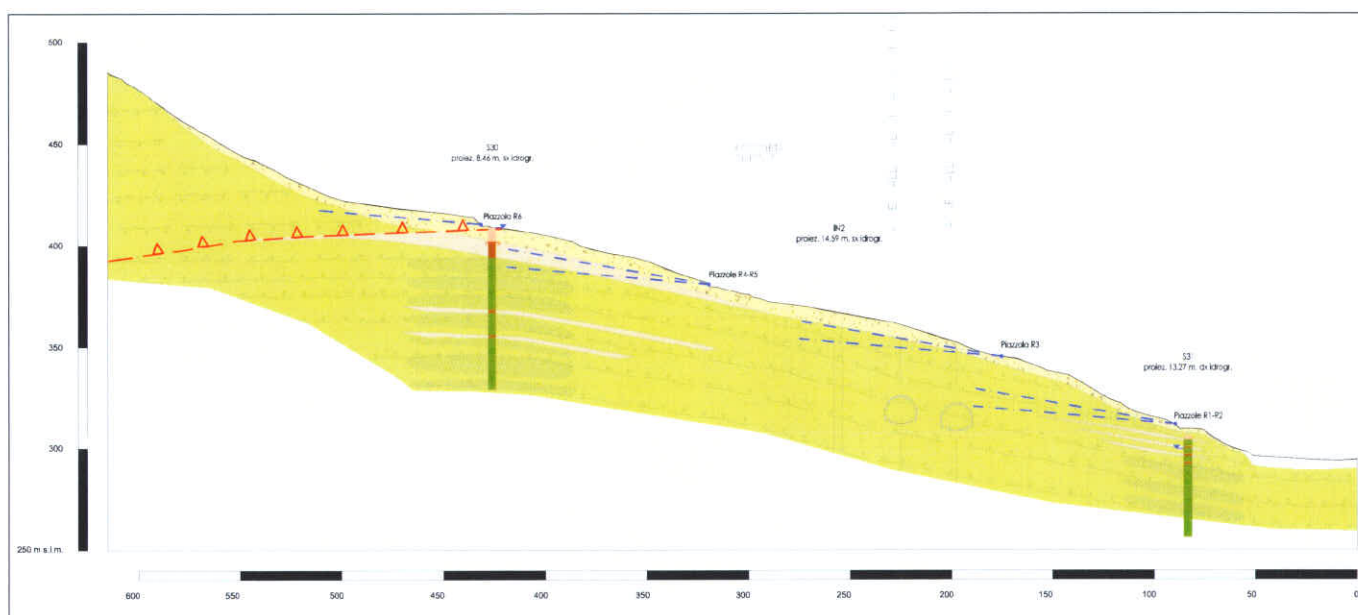 500
450
400
350
300
250 m s.l.m.
S30
proiez. 8.46 m, sx idrogr.
Piazzola R6
Piazzole R4-R5
IN2
proiez. 14.59 m, sx idrogr.
Piazzola R3
S31
proiez. 13.27 m, dx idrogr.
Piazzole R1-R2
600
550
500
450
400
350
300
250
200
150
100
50
0